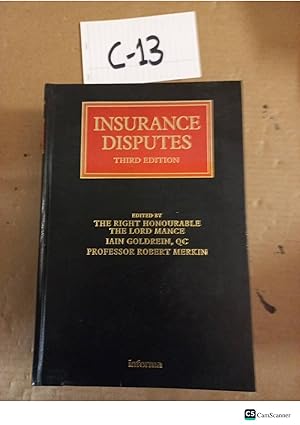 C-13
INSURANCE
DISPUTES
THIRD EDITION
EDITED BY
THE RIGHT HONOURABLE
THE LORD MANCE
IAIN GOLDREIN, QC
PROFESSOR ROBERT MERKIN
informa
CS CamScanner